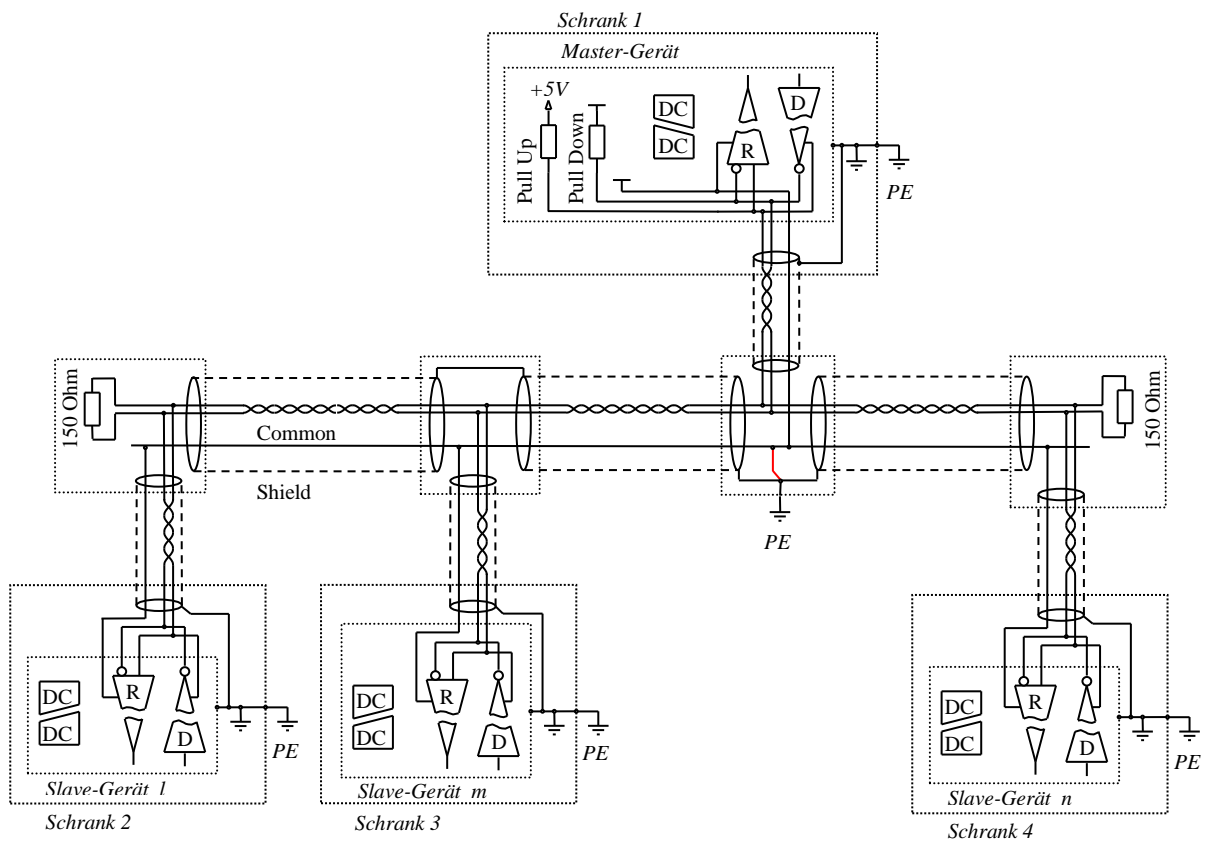 Schrank 1
Master-Gerät
+5V
Pull Up
Pull Down
DC
DC
R
D
PE
150 Ohm
Common
Shield
PE
150 Ohm
DC
DC
R
D
PE
Slave-Gerät l
Schrank 2
DC
DC
R
D
PE
Slave-Gerät m
Schrank 3
DC
DC
R
D
PE
Slave-Gerät n
Schrank 4